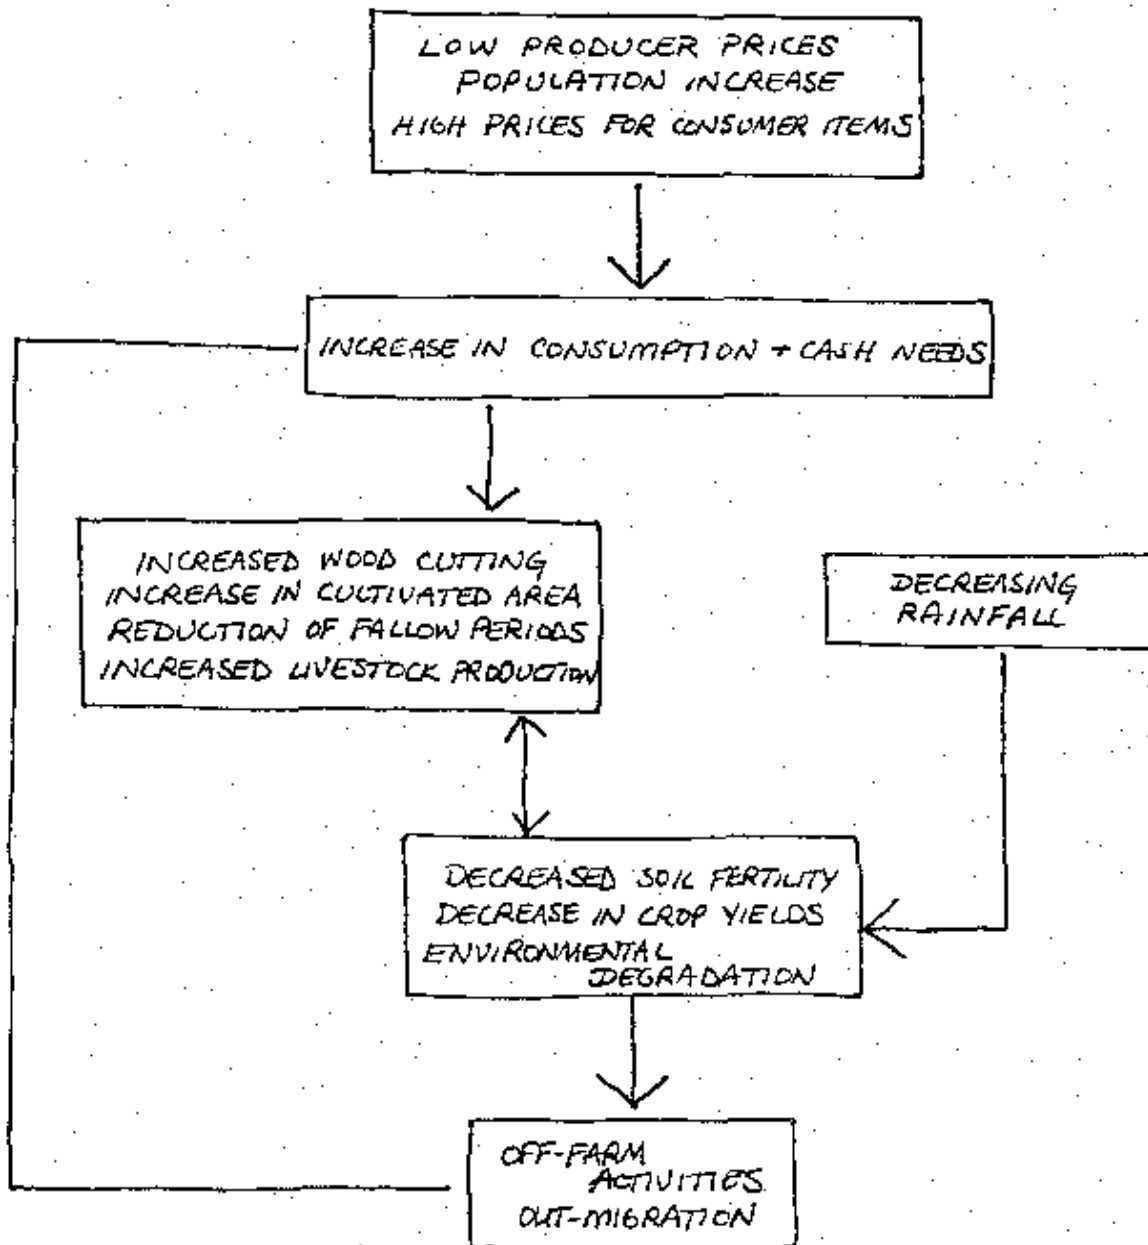 LOW PRODUCER PRICES
POPULATION INCREASE
HIGH PRICES FOR CONSUMER ITEMS
INCREASE IN CONSUMPTION + CASH NEEDS
INCREASED WOOD CUTTING
INCREASE IN CULTIVATED AREA
REDUCTION OF FALLOW PERIODS
INCREASED LIVESTOCK PRODUCTION
DECREASING
RAINFALL
DECREASED SOIL FERTILITY
DECREASE IN CROP YIELDS
ENVIRONMENTAL
DEGRADATION
OFF-FARM
ACTIVITIES
OUT-MIGRATION